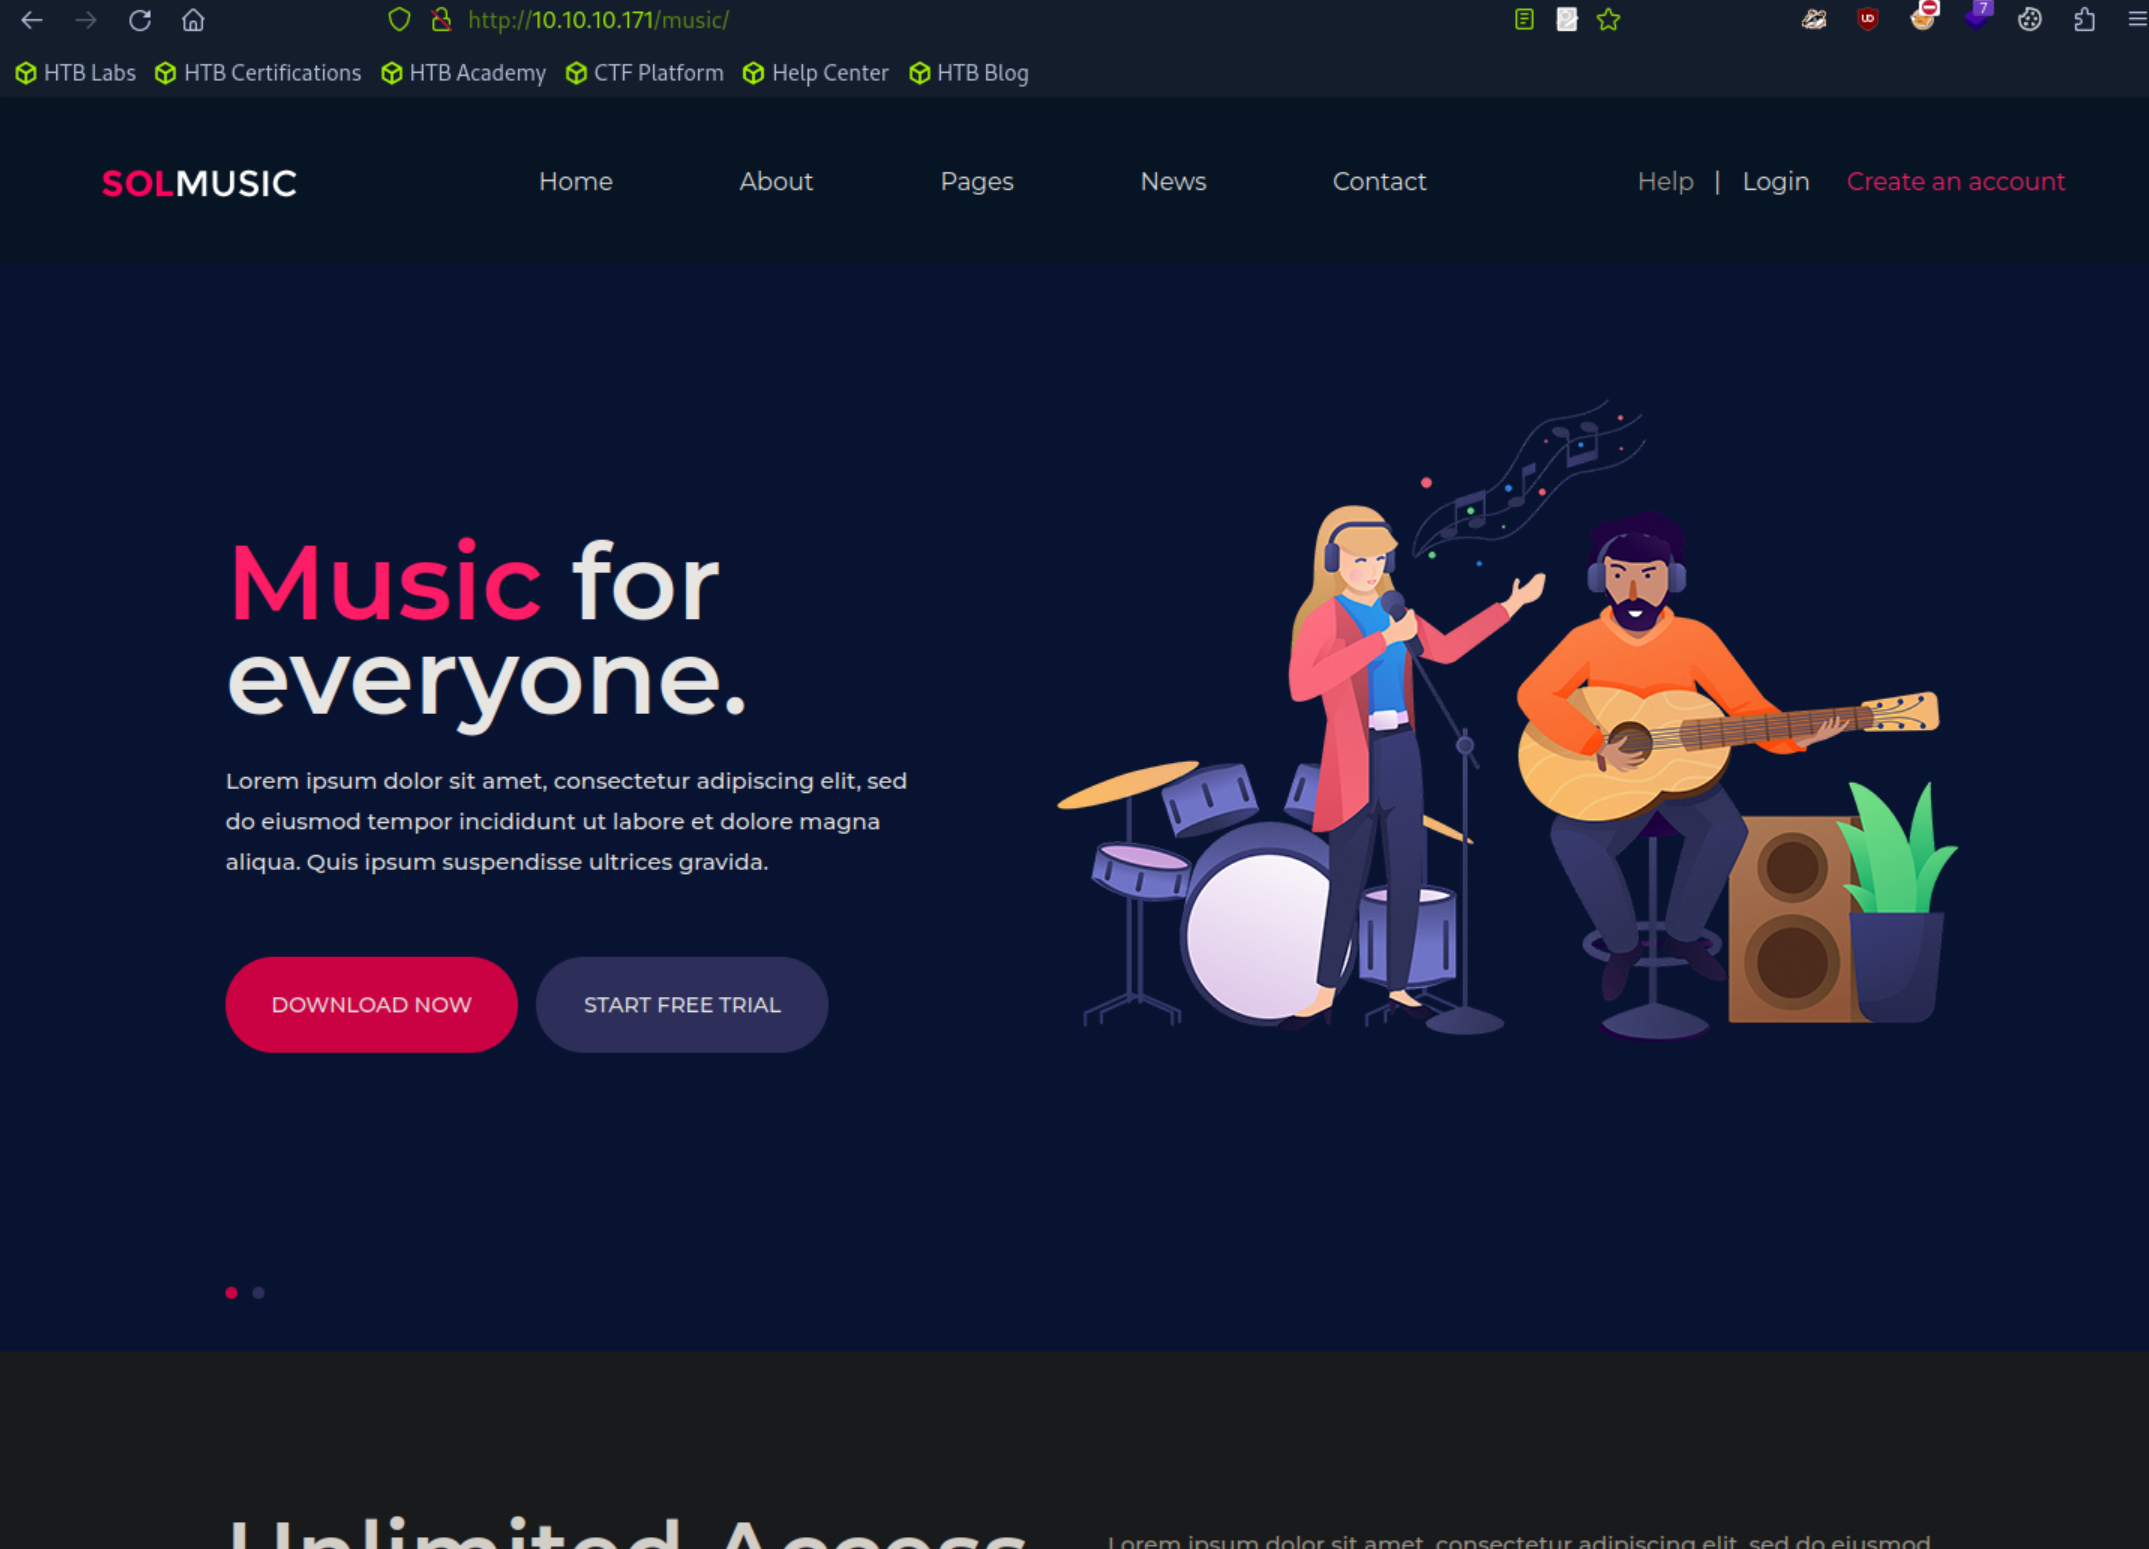 http://10.10.10.171/music/
7
HTB Labs HTB Certifications HTB Academy CTF Platform Help Center HTB Blog
SOLMUSIC Home About Pages News Contact Help | Login Create an account
Music for
everyone.
Lorem ipsum dolor sit amet, consectetur adipiscing elit, sed
do eiusmod tempor incididunt ut labore et dolore magna
aliqua. Quis ipsum suspendisse ultrices gravida.
DOWNLOAD NOW START FREE TRIAL
Unlimited Access
Lorem ipsum dolor sit amet, consectetur adipiscing elit, sed do eiusmod